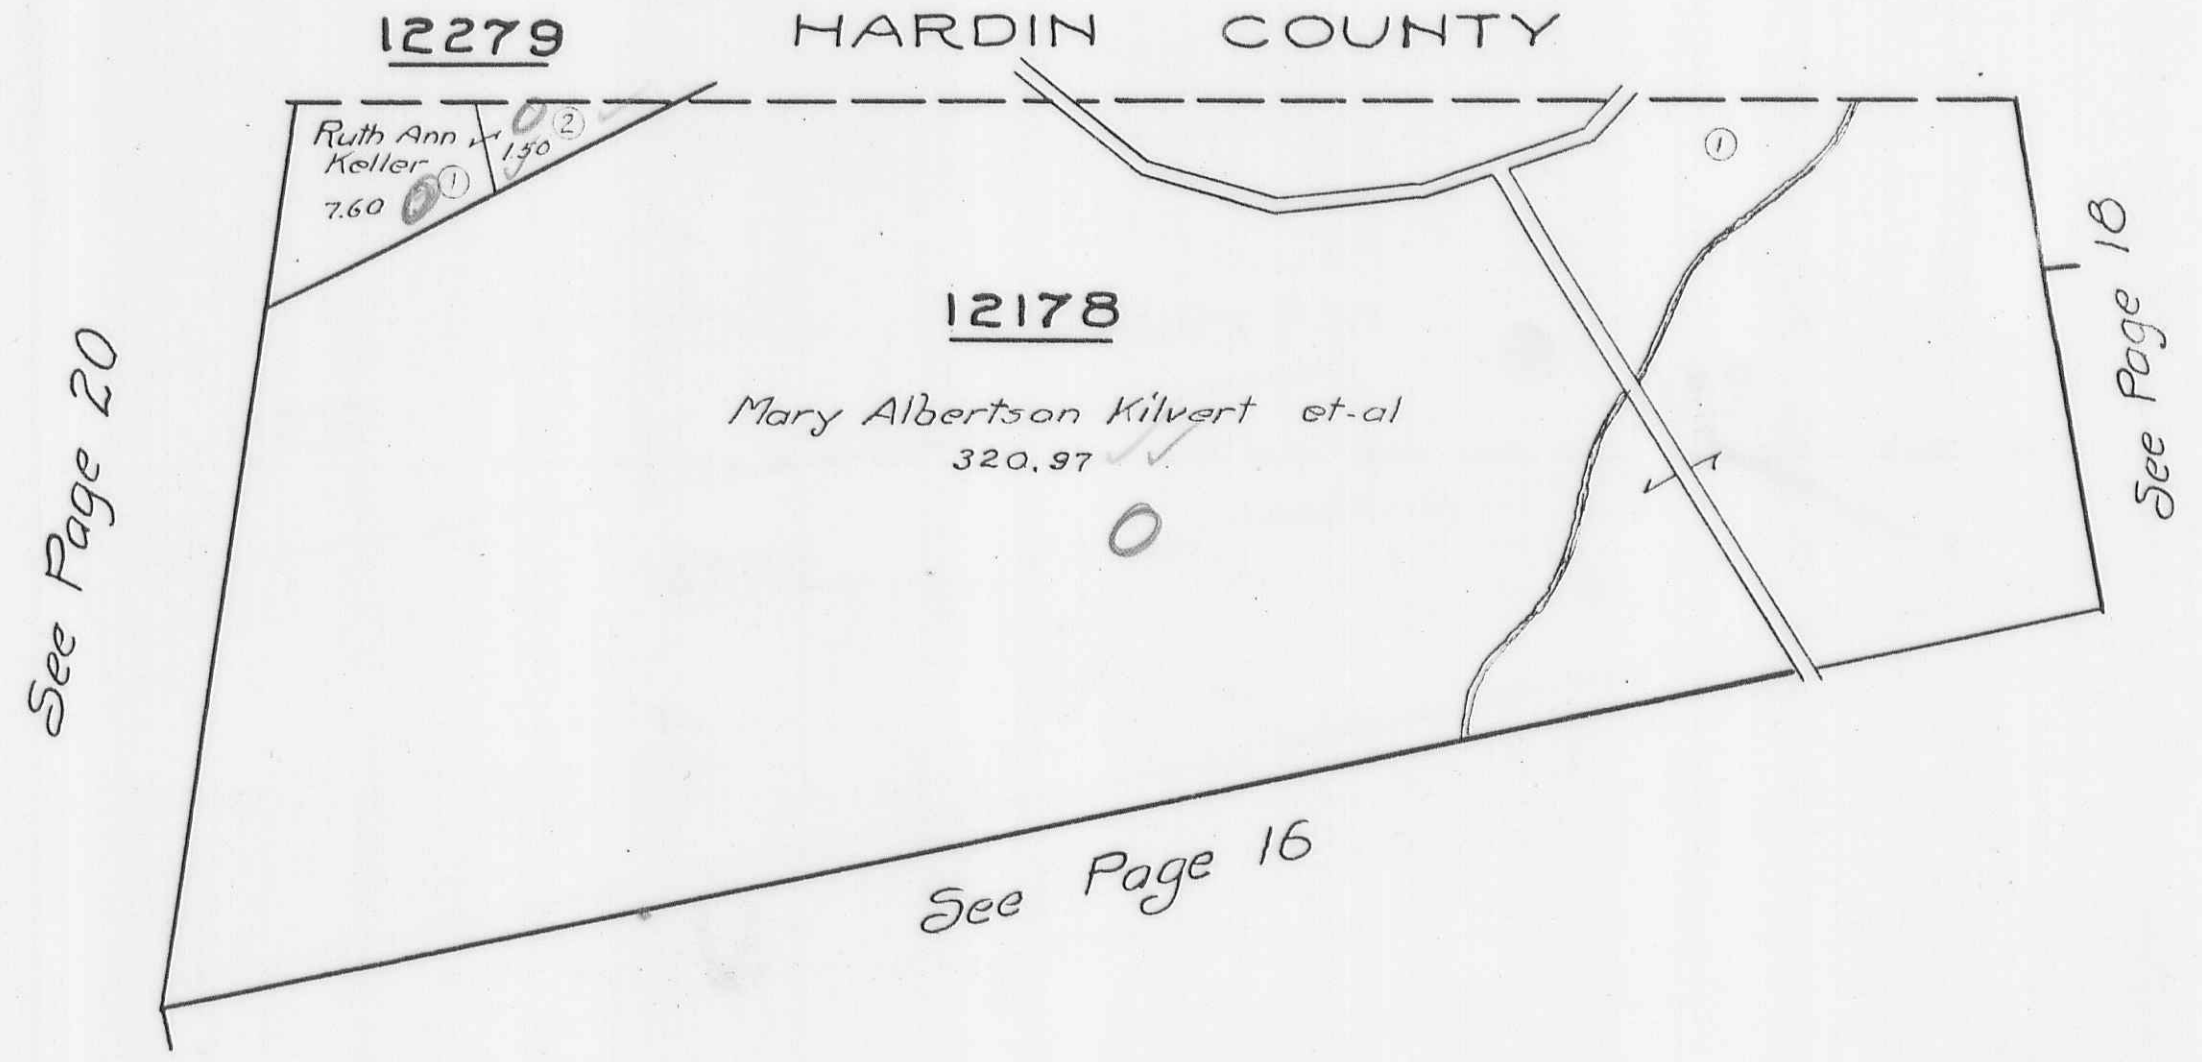 12279
HARDIN COUNTY
Ruth Ann
Keller
7.60
1
1.50
2
1
12178
Mary Albertson Kilvert et-al
320.97
See Page 20
See Page 18
See Page 16